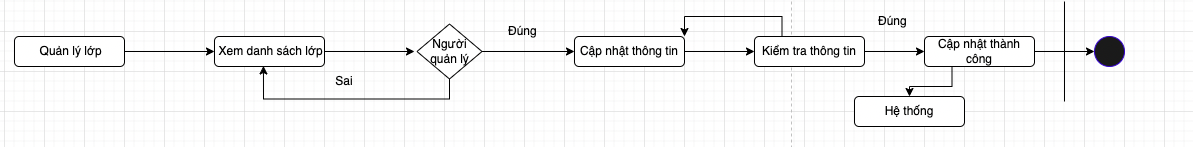 Quản lý lớp
Xem danh sách lớp
Sai
Người
quản lý
Đúng
Cập nhật thông tin
Kiểm tra thông tin
Đúng
Cập nhật thành
công
Hệ thống